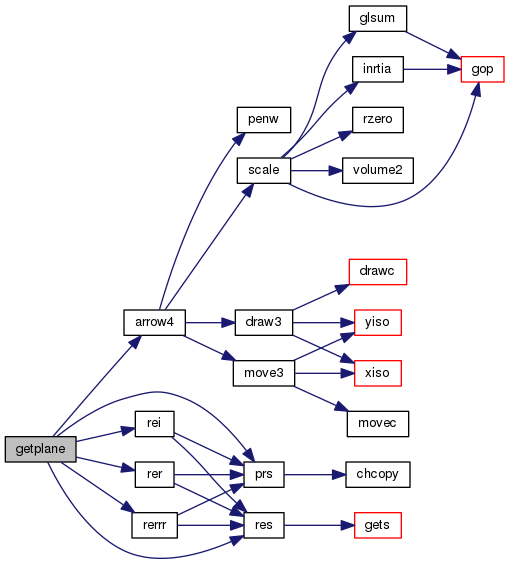 glsum
inrtia
gop
penw
rzero
scale
volume2
drawc
arrow4
draw3
yiso
move3
xiso
movec
rei
getplane
rer
prs
chcopy
rerrr
res
gets